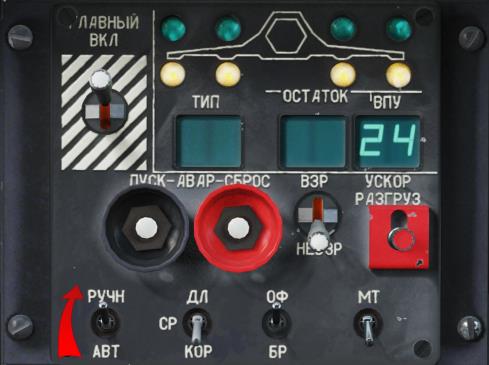 ГЛАВНЫЙ
ВКЛ
ТИП
ОСТАТОК
ВПУ
24
ПУСК-АВАР-СБРОС
ВЗР
НЕВЗР
УСКОР
РАЗГРУЗ
РУЧН
АВТ
ДЛ
СР
КОР
ОФ
БР
МТ